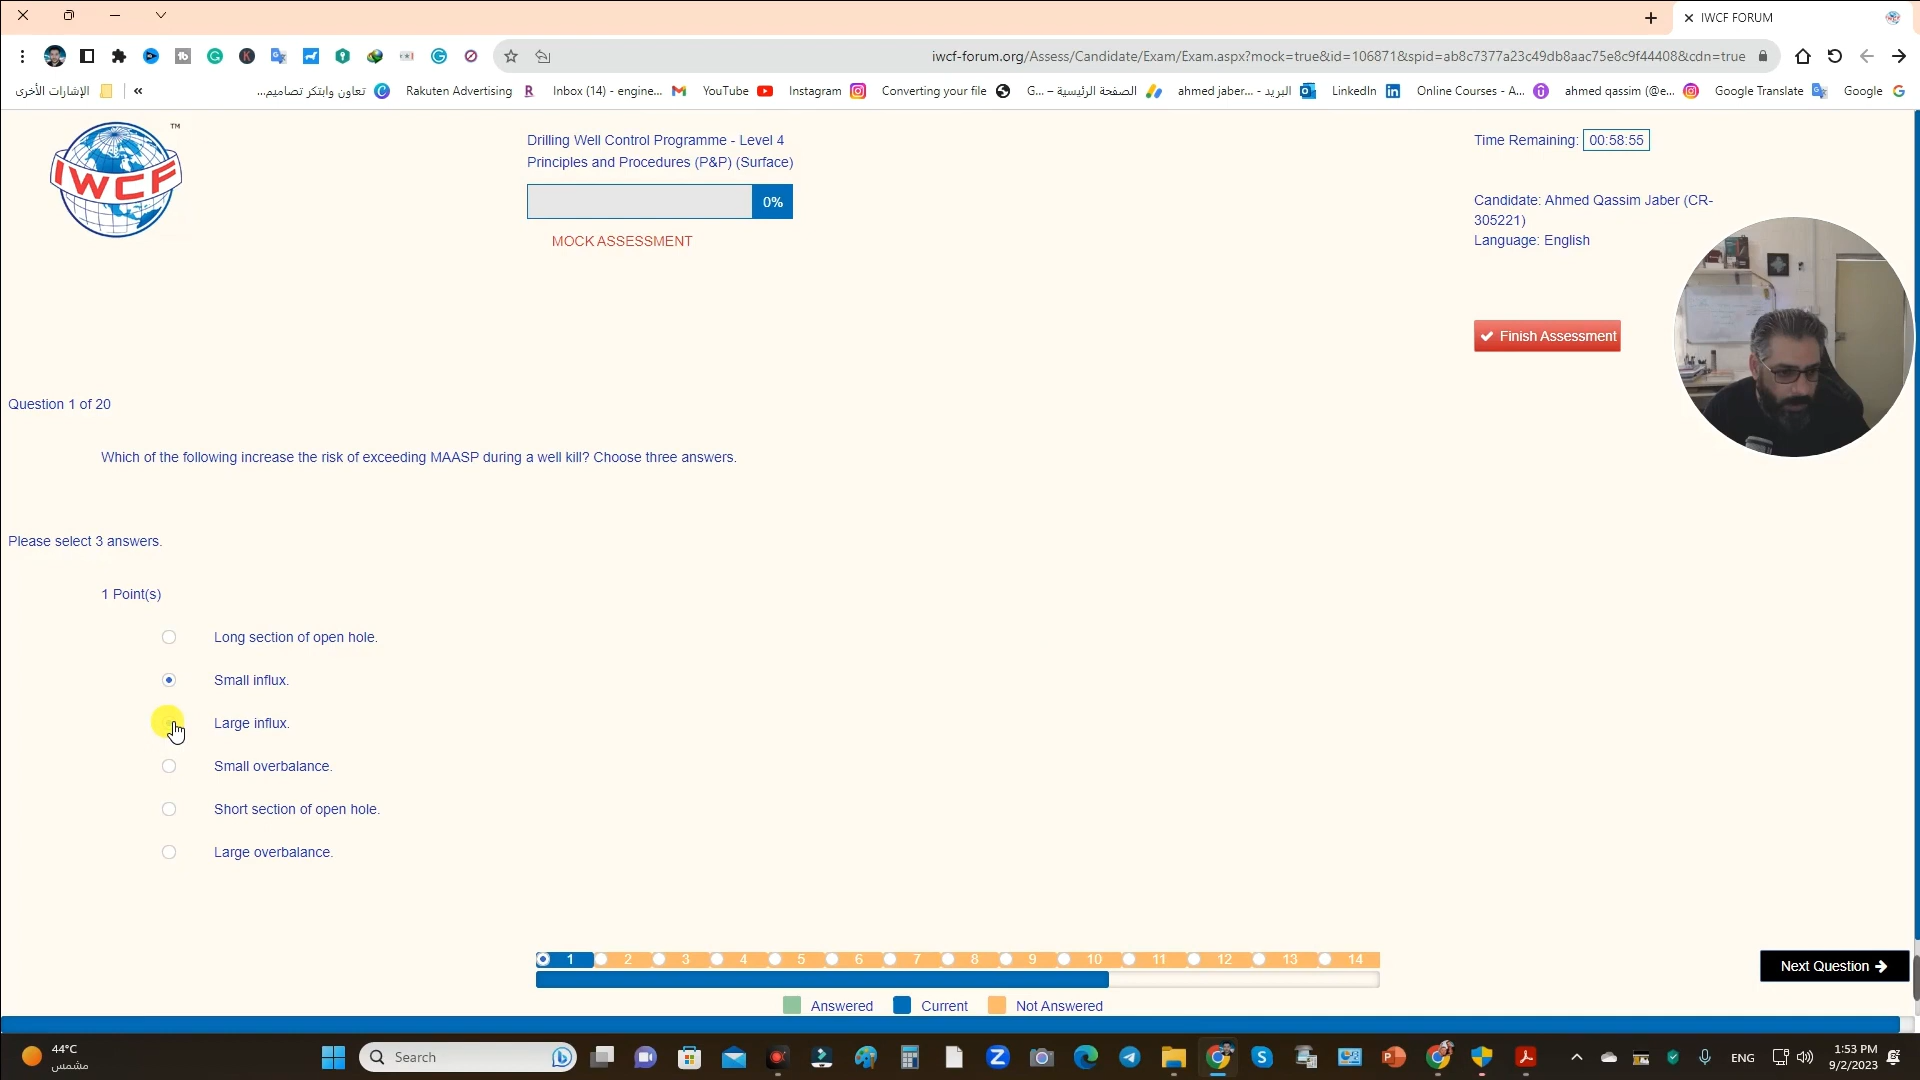 IWCF FORUM
iwcf-forum.org/Assess/Candidate/Exam/Exam.aspx?mock=true&id=106871&spid=ab8c7377a23c49db8aac75e8c9f44408&cdn=true
الإشارات الأخرى
«
تعاون وابتكر تصاميم...
Rakuten Advertising
Inbox (14) - engine...
YouTube
Instagram
Converting your file
الصفحة الرئيسية – G...
ahmed jaber... - البريد
LinkedIn
Online Courses - A...
ahmed qassim (@e...
Google Translate
Google
IWCF
TM
Drilling Well Control Programme - Level 4
Principles and Procedures (P&P) (Surface)
0%
MOCK ASSESSMENT
Time Remaining: 00:58:55
Candidate: Ahmed Qassim Jaber (CR-
305221)
Language: English
Finish Assessment
Question 1 of 20
Which of the following increase the risk of exceeding MAASP during a well kill? Choose three answers.
Please select 3 answers.
1 Point(s)
Long section of open hole.
Small influx.
Large influx.
Small overbalance.
Short section of open hole.
Large overbalance.
1 2 3 4 5 6 7 8 9 10 11 12 13 14
Next Question
Answered Current Not Answered
44°C
مشمس
Search
ENG
1:53 PM
9/2/2023